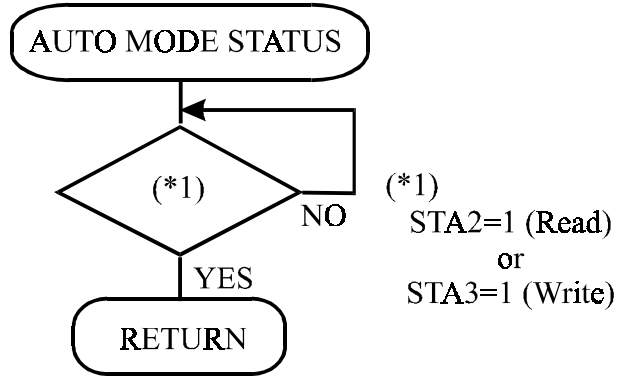 AUTO MODE STATUS
(*1)
NO
YES
RETURN
(*1)
STA2=1 (Read)
or
STA3=1 (Write)